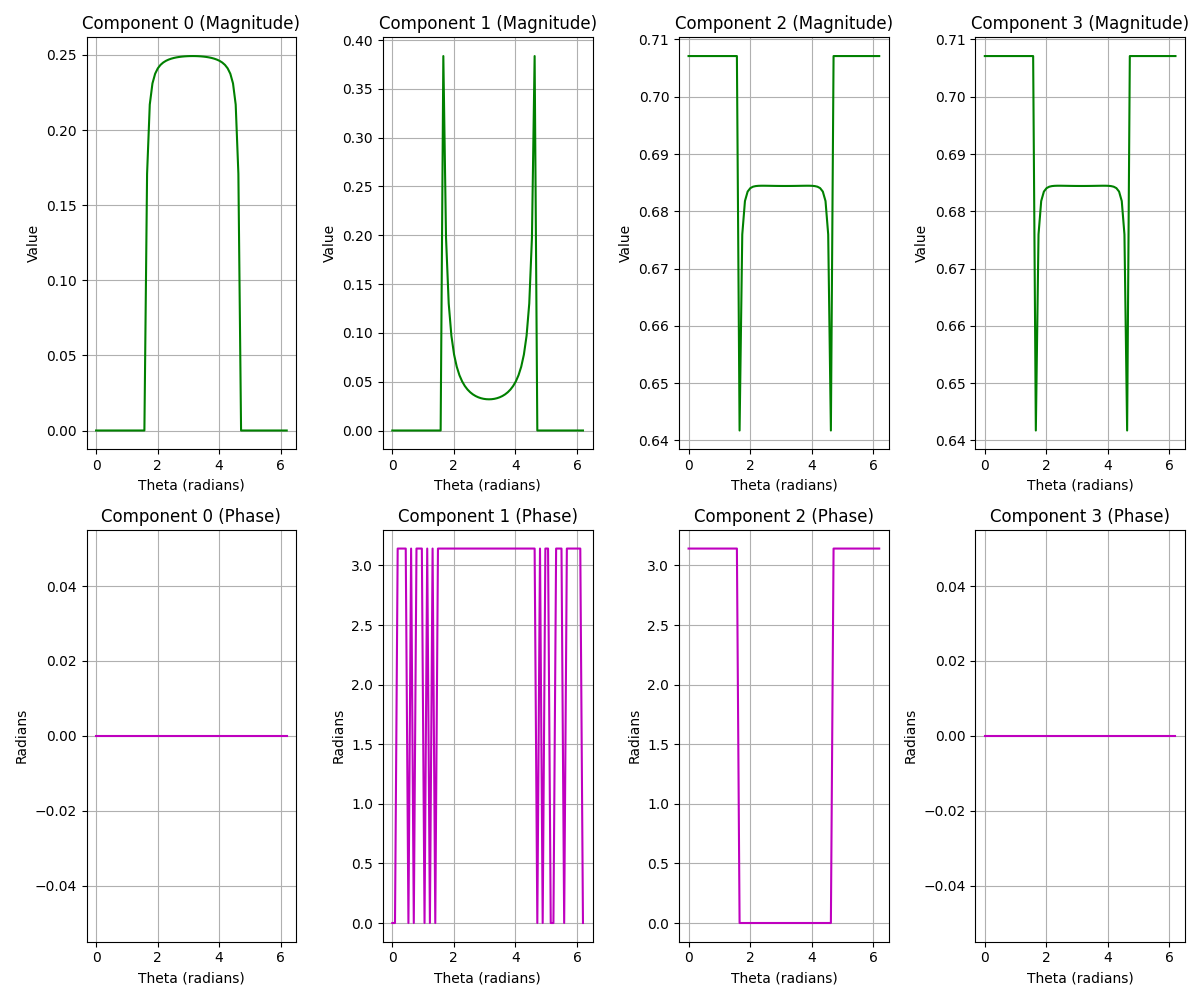 Component 0 (Magnitude)
Component 1 (Magnitude)
Component 2 (Magnitude)
Component 3 (Magnitude)
Value
0.25
0.20
0.15
0.10
0.05
0.00
0 2 4 6
Theta (radians)
Value
0.40
0.35
0.30
0.25
0.20
0.15
0.10
0.05
0.00
0 2 4 6
Theta (radians)
Value
0.71
0.70
0.69
0.68
0.67
0.66
0.65
0.64
0 2 4 6
Theta (radians)
Value
0.71
0.70
0.69
0.68
0.67
0.66
0.65
0.64
0 2 4 6
Theta (radians)
Component 0 (Phase)
Component 1 (Phase)
Component 2 (Phase)
Component 3 (Phase)
Radians
0.04
0.02
0.00
−0.02
−0.04
0 2 4 6
Theta (radians)
Radians
3.0
2.5
2.0
1.5
1.0
0.5
0.0
0 2 4 6
Theta (radians)
Radians
3.0
2.5
2.0
1.5
1.0
0.5
0.0
0 2 4 6
Theta (radians)
Radians
0.04
0.02
0.00
−0.02
−0.04
0 2 4 6
Theta (radians)